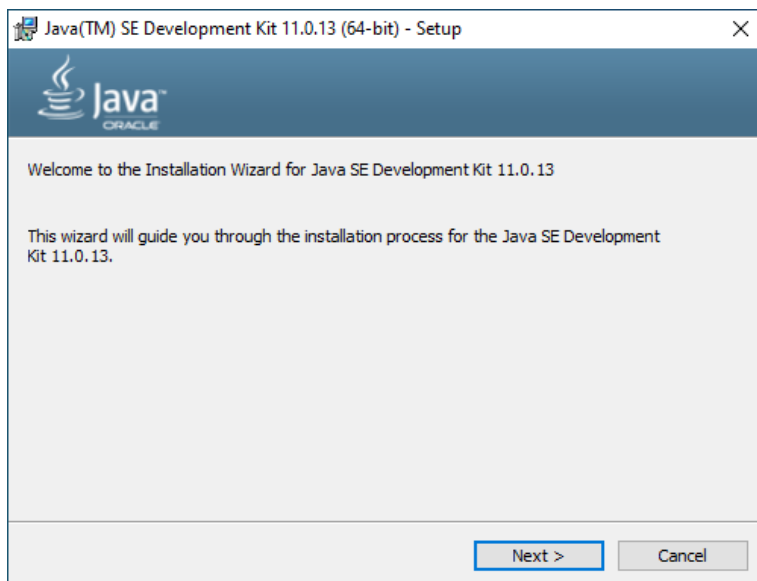 Java(TM) SE Development Kit 11.0.13 (64-bit) - Setup
Java™
ORACLE
Welcome to the Installation Wizard for Java SE Development Kit 11.0.13
This wizard will guide you through the installation process for the Java SE Development
Kit 11.0.13.
Next >
Cancel